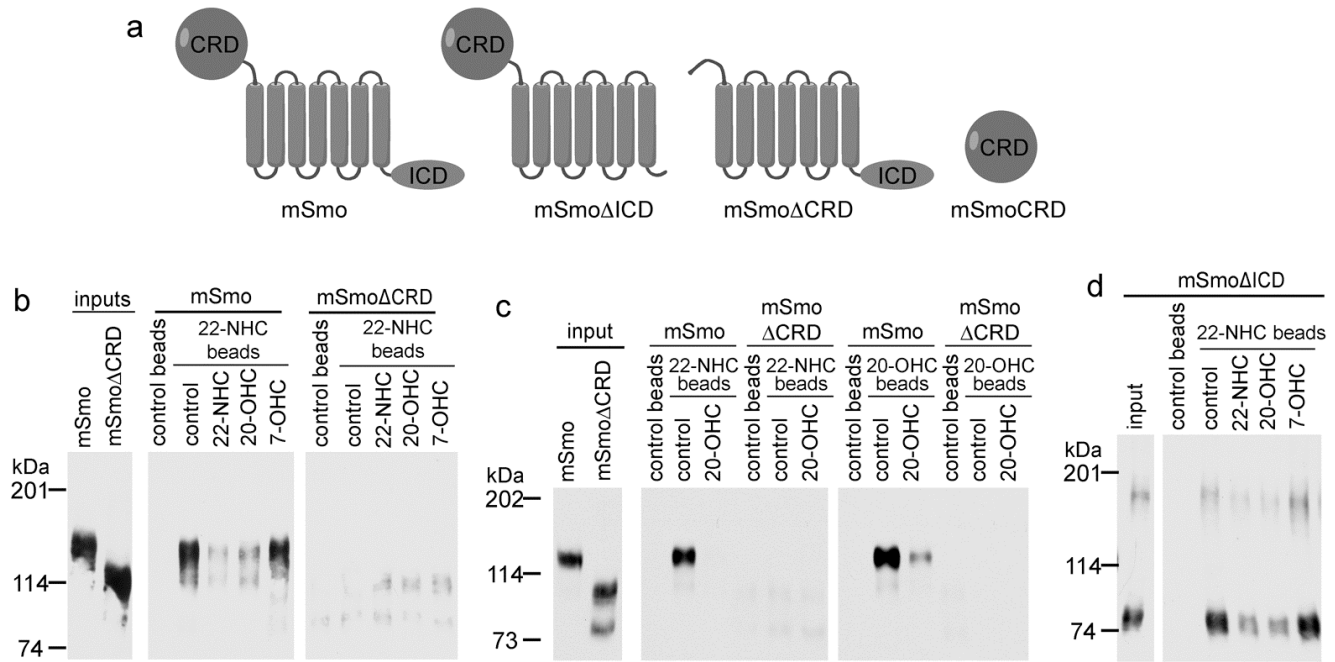 a
CRD
CRD
CRD
ICD
ICD
mSmo
mSmoΔICD
mSmoΔCRD
mSmoCRD
b
inputs
mSmo
mSmoΔCRD
mSmo
mSmoΔCRD
control beads
22-NHC
beads
control
22-NHC
20-OHC
7-OHC
control beads
22-NHC
beads
control
22-NHC
20-OHC
7-OHC
kDa
201
114
74
c
input
mSmo
mSmoΔCRD
mSmo
mSmo
ΔCRD
mSmo
mSmo
ΔCRD
control beads
22-NHC
beads
control
20-OHC
control beads
22-NHC
beads
control
20-OHC
control beads
20-OHC
beads
control
20-OHC
control beads
20-OHC
beads
control
20-OHC
kDa
202
114
73
d
mSmoΔICD
input
control beads
22-NHC beads
control
22-NHC
20-OHC
7-OHC
kDa
201
114
74